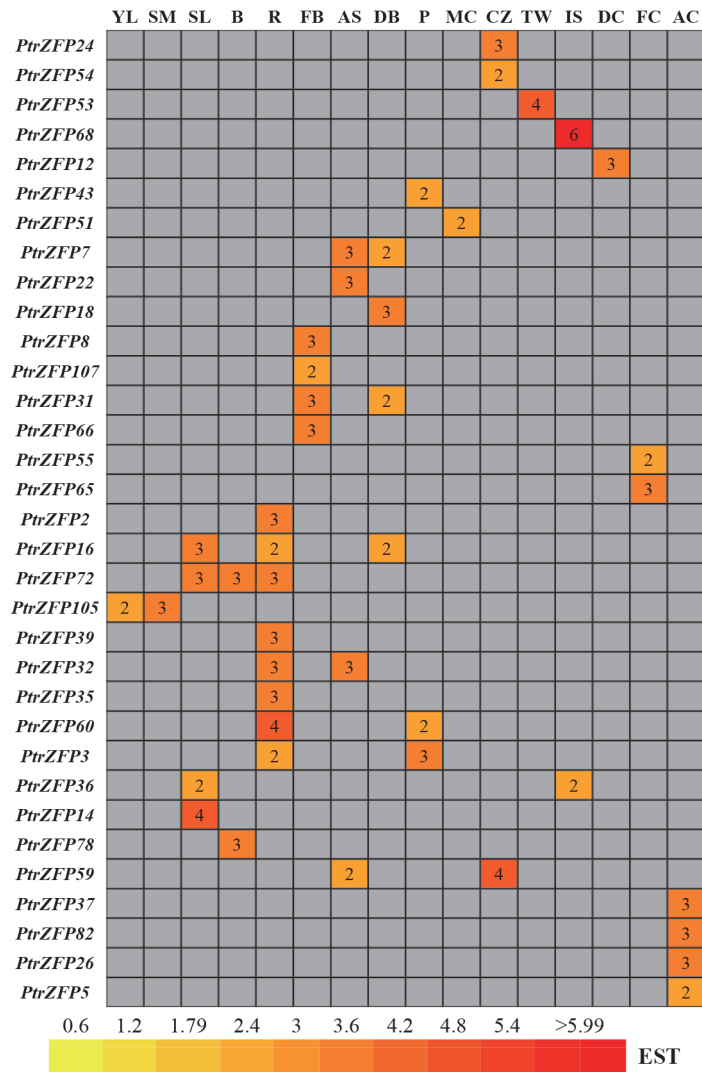 YL SM SL B R FB AS DB P MC CZ TW IS DC FC AC
PtrZFP24 3
PtrZFP54 2
PtrZFP53 4
PtrZFP68 6
PtrZFP12 3
PtrZFP43 2
PtrZFP51 2
PtrZFP7 3 2
PtrZFP22 3
PtrZFP18 3
PtrZFP8 3
PtrZFP107 2
PtrZFP31 3 2
PtrZFP66 3
PtrZFP55 2
PtrZFP65 3
PtrZFP2 3
PtrZFP16 3 2 2
PtrZFP72 3 3 3
PtrZFP105 2 3
PtrZFP39 3
PtrZFP32 3 3
PtrZFP35 3
PtrZFP60 4 2
PtrZFP3 2 3
PtrZFP36 2 2
PtrZFP14 4
PtrZFP78 3
PtrZFP59 2 4
PtrZFP37 3
PtrZFP82 3
PtrZFP26 3
PtrZFP5 2
0.6 1.2 1.79 2.4 3 3.6 4.2 4.8 5.4 >5.99
EST